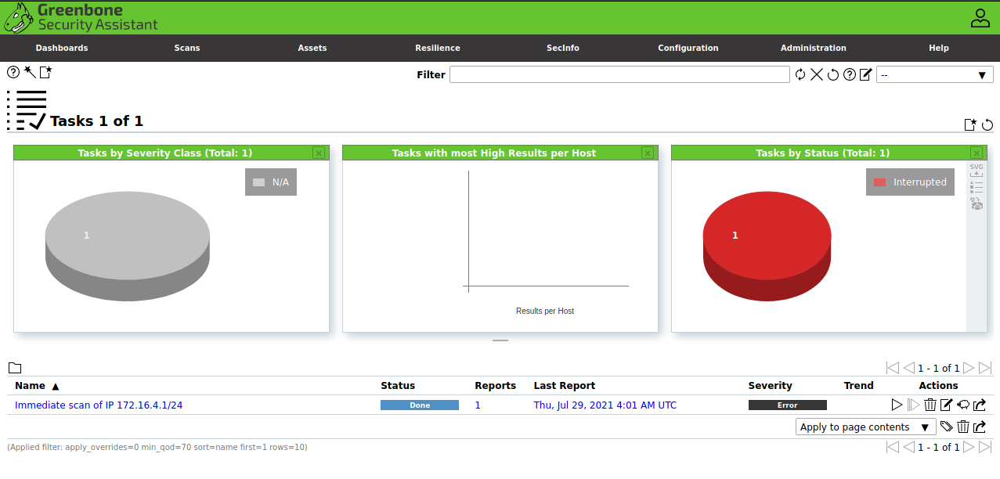 Greenbone
Security Assistant
Dashboards Scans Assets Resilience SecInfo Configuration Administration Help
Filter --
Tasks 1 of 1
Tasks by Severity Class (Total: 1) Tasks with most High Results per Host Tasks by Status (Total: 1)
N/A Interrupted SVG
1 1
Results per Host
1 - 1 of 1
Name ▲ Status Reports Last Report Severity Trend Actions
Immediate scan of IP 172.16.4.1/24 Done 1 Thu, Jul 29, 2021 4:01 AM UTC Error
Apply to page contents ▼
(Applied filter: apply_overrides=0 min_qod=70 sort=name first=1 rows=10) 1 - 1 of 1